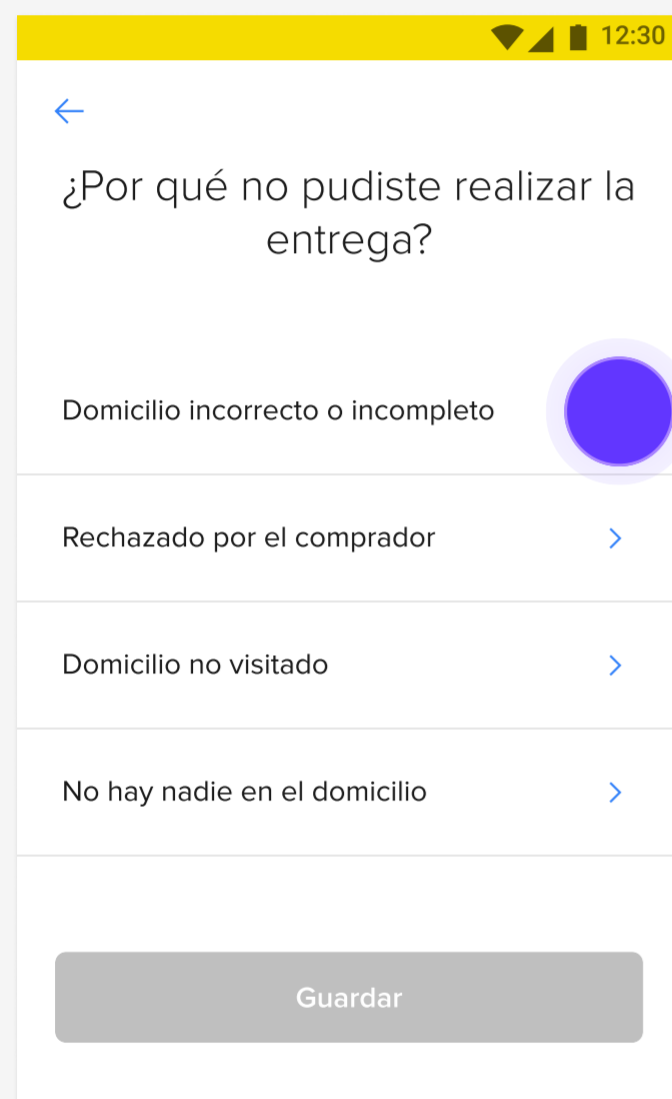 12:30
¿Por qué no pudiste realizar la
entrega?
Domicilio incorrecto o incompleto
Rechazado por el comprador
Domicilio no visitado
No hay nadie en el domicilio
Guardar